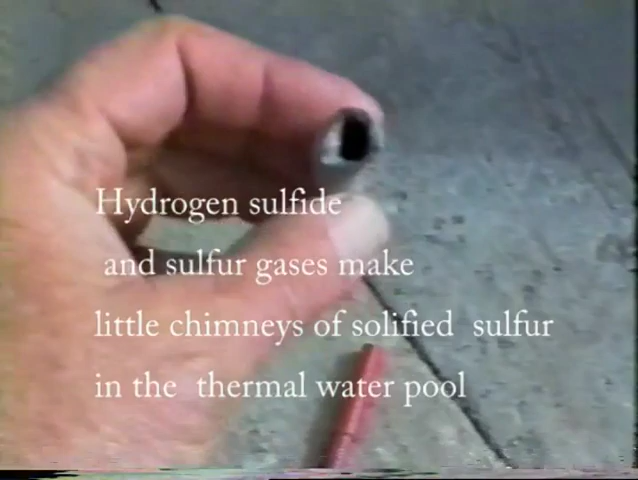 Hydrogen sulfide
and sulfur gases make
little chimneys of solified sulfur
in the thermal water pool